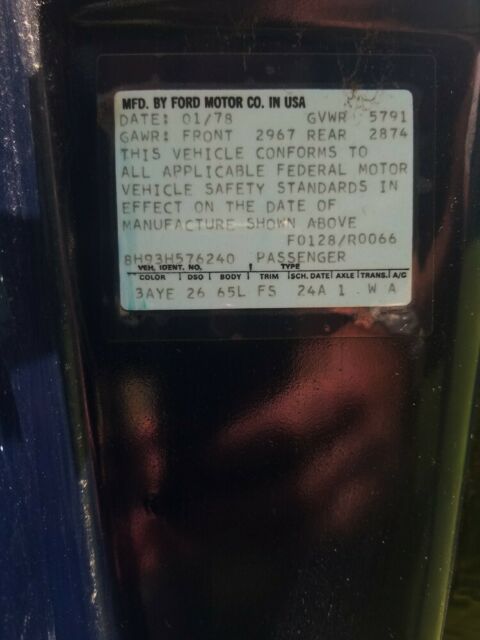 MFD. BY FORD MOTOR CO. IN USA
DATE: 01/78 GVWR 5791
GAWR: FRONT 2967 REAR 2874
THIS VEHICLE CONFORMS TO
ALL APPLICABLE FEDERAL MOTOR
VEHICLE SAFETY STANDARDS IN
EFFECT ON THE DATE OF
MANUFACTURE SHOWN ABOVE
F0128/R0066
8H93H576240 PASSENGER
VEH. IDENT. NO. TYPE
COLOR DSO BODY TRIM SCH. DATE AXLE TRANS. A/C
3AYE 26 65L FS 24A 1 W A